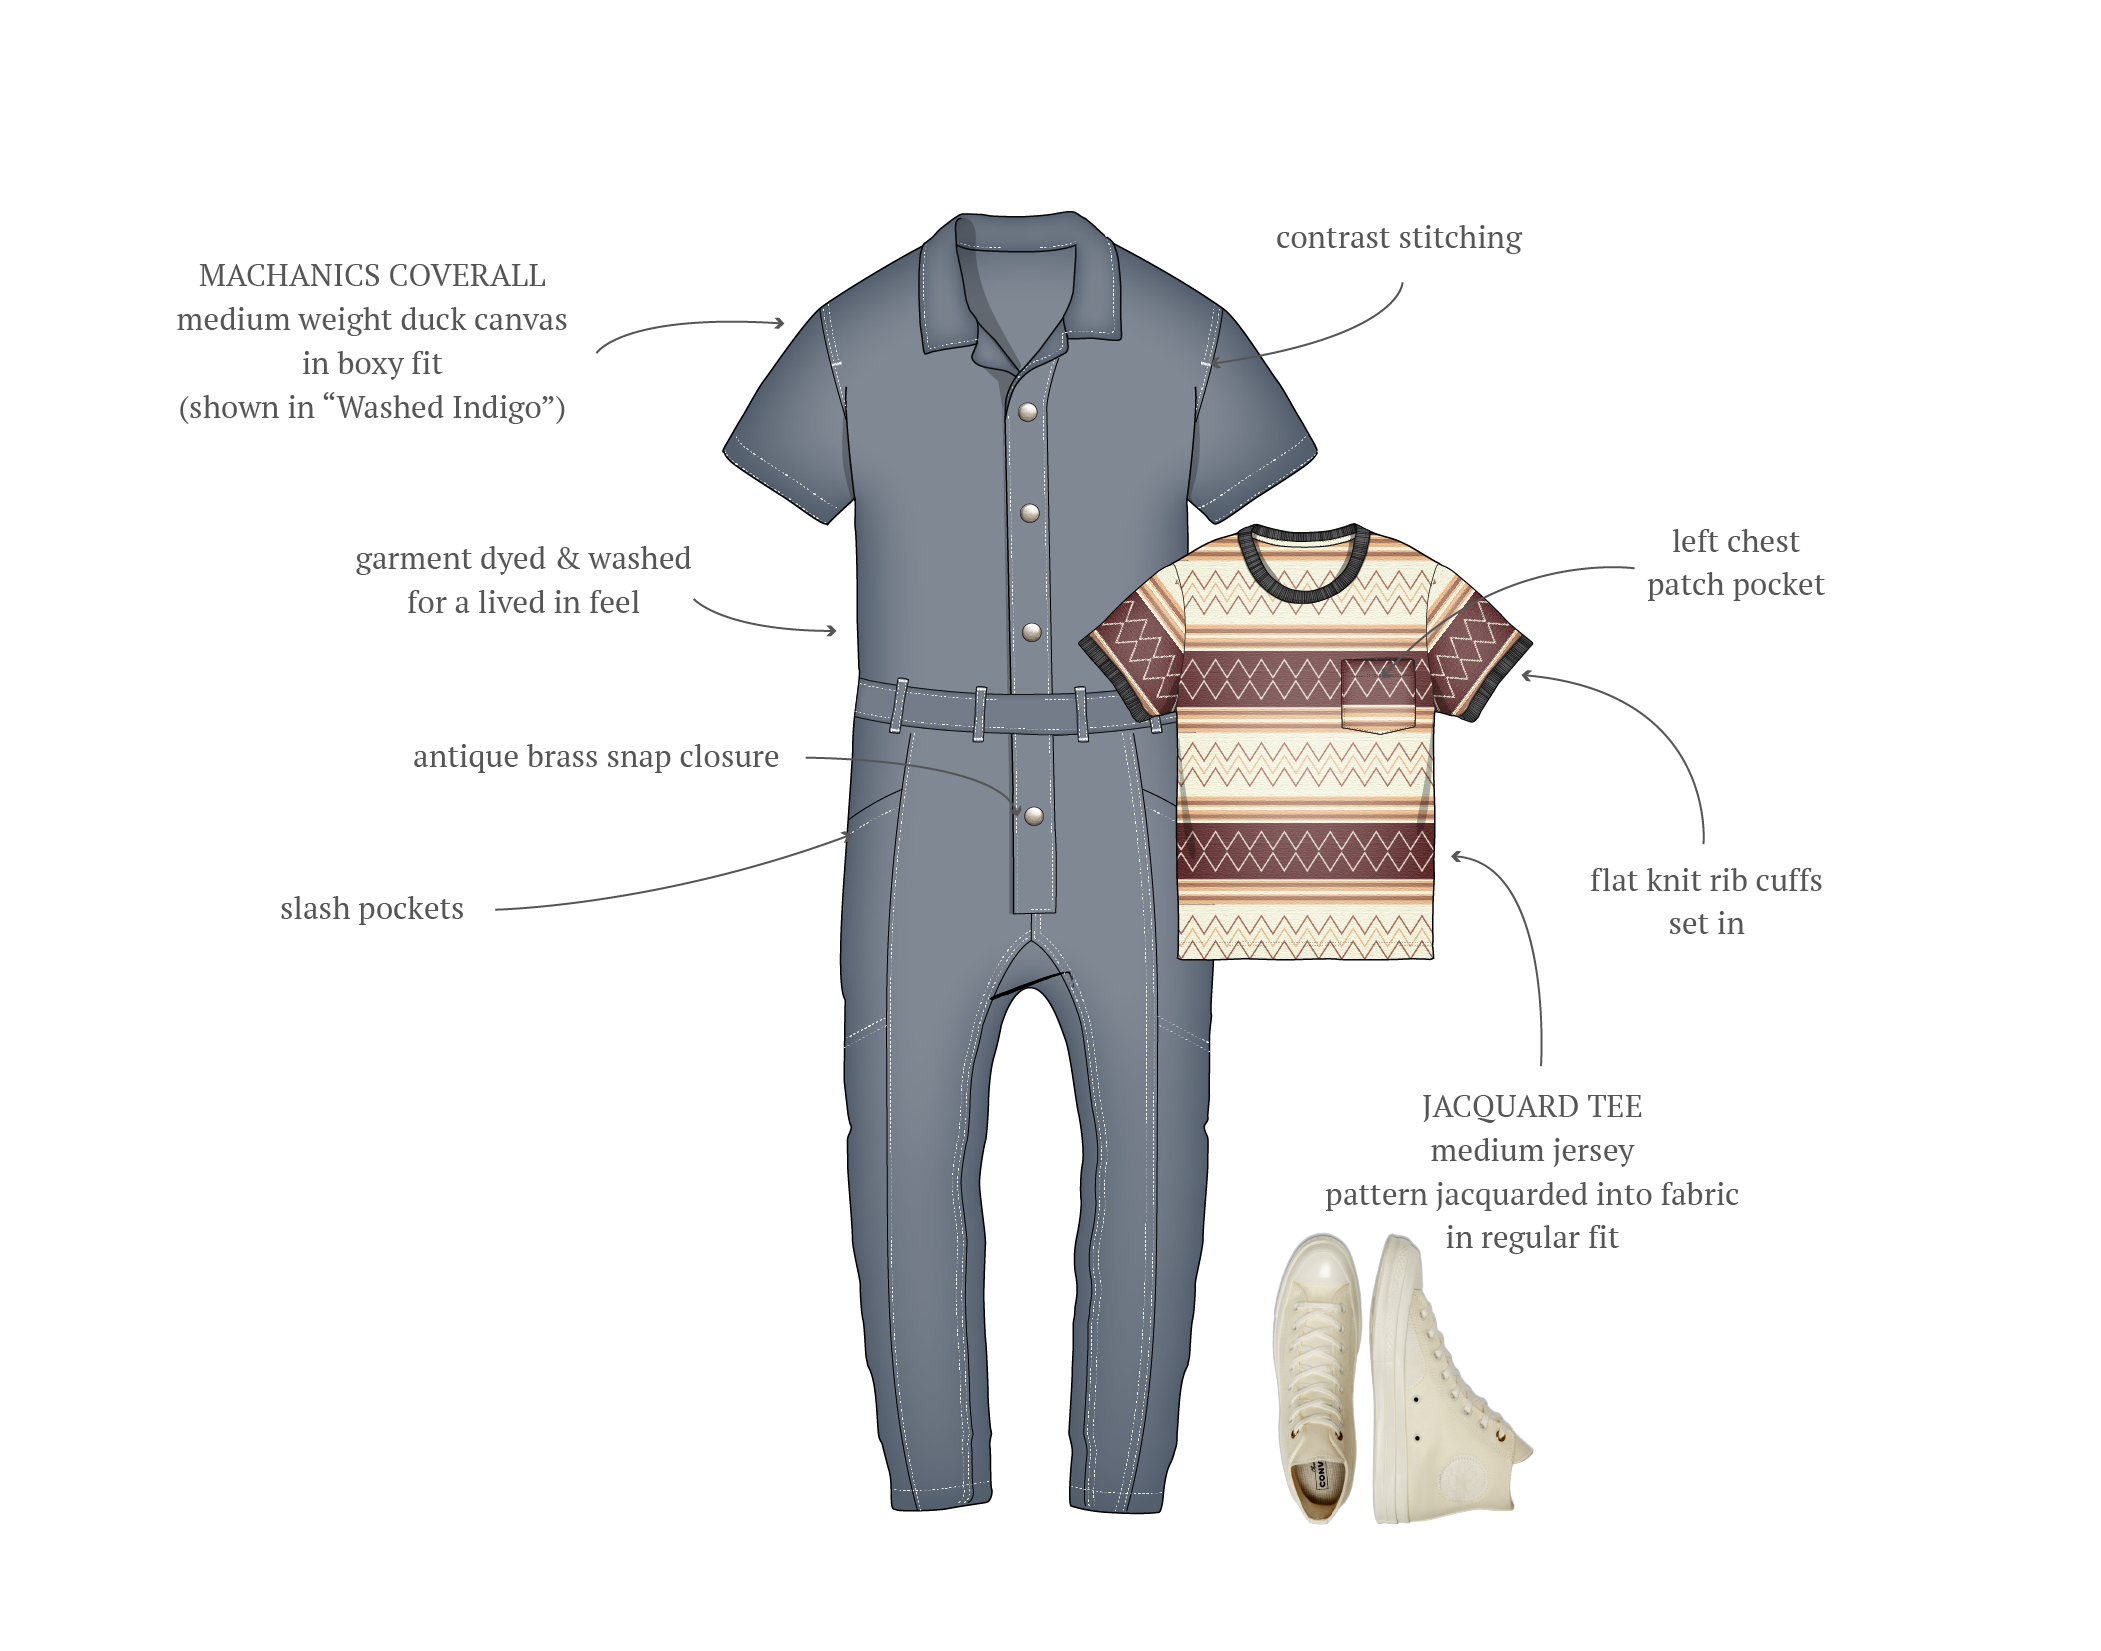 MACHANICS COVERALL
medium weight duck canvas
in boxy fit
(shown in “Washed Indigo”)
contrast stitching
garment dyed & washed
for a lived in feel
left chest
patch pocket
antique brass snap closure
slash pockets
flat knit rib cuffs
set in
JACQUARD TEE
medium jersey
pattern jacquarded into fabric
in regular fit
CONV